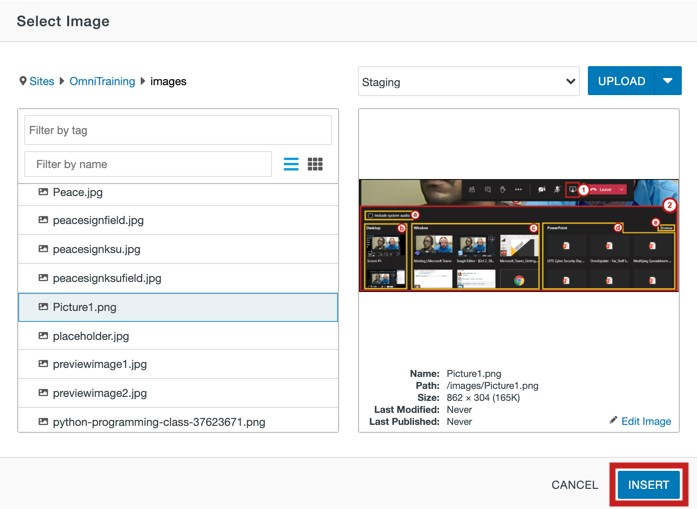 Select Image
Sites OmniTraining images
Staging
UPLOAD
Filter by tag
Filter by name
Peace.jpg
peacesignfield.jpg
peacesignksu.jpg
peacesignksufield.jpg
Picture1.png
placeholder.jpg
previewimage1.jpg
previewimage2.jpg
python-programming-class-37623671.png
1 Leave
2
Include system audio a
Desktop b
Window c
PowerPoint d
e
Browse
Screen #1
Name: Picture1.png
Path: /images/Picture1.png
Size: 862 × 304 (165K)
Last Modified: Never
Last Published: Never
Edit Image
CANCEL
INSERT